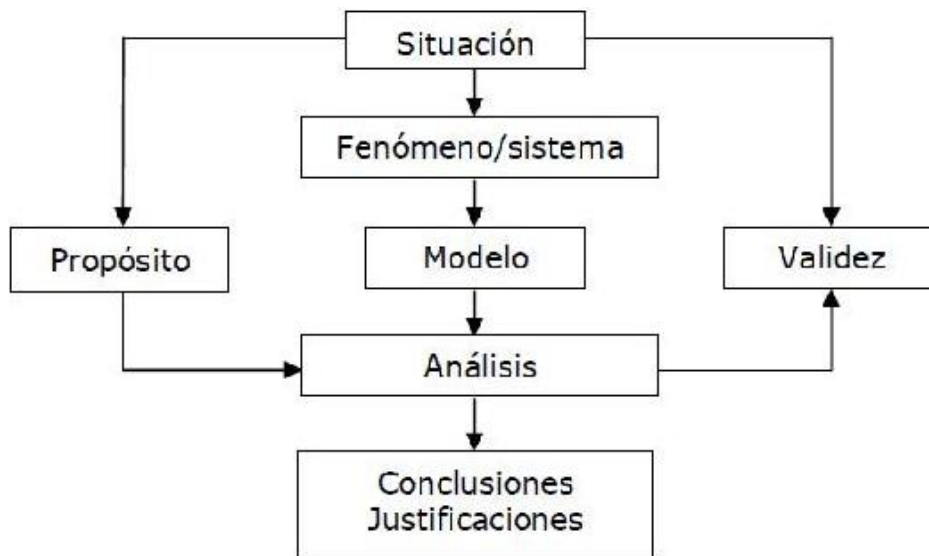 Situación
Fenómeno/sistema
Propósito
Modelo
Validez
Análisis
Conclusiones
Justificaciones